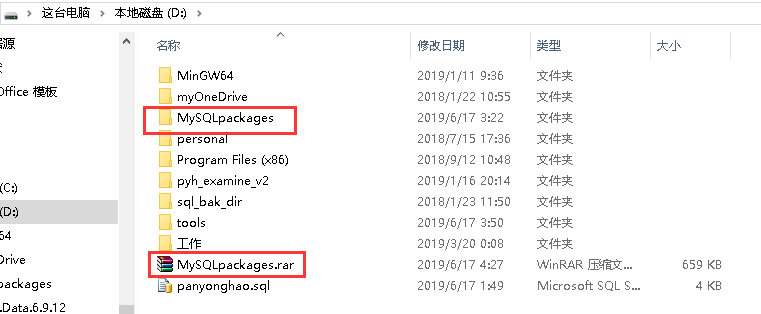 这台电脑 > 本地磁盘 (D:) >
名称 修改日期 类型 大小
据源
Office 模板
(C:)
(D:)
64
Drive
packages
.Data.6.9.12
MinGW64 2019/1/11 9:36 文件夹
myOneDrive 2018/1/22 10:55 文件夹
MySQLpackages 2019/6/17 3:22 文件夹
personal 2018/7/15 17:36 文件夹
Program Files (x86) 2018/9/12 10:48 文件夹
pyh_examine_v2 2019/1/16 20:14 文件夹
sql_bak_dir 2018/1/23 11:50 文件夹
tools 2019/6/17 3:50 文件夹
工作 2019/3/20 0:08 文件夹
MySQLpackages.rar 2019/6/17 4:27 WinRAR 压缩文... 659 KB
panyonghao.sql 2019/6/17 1:49 Microsoft SQL S... 4 KB